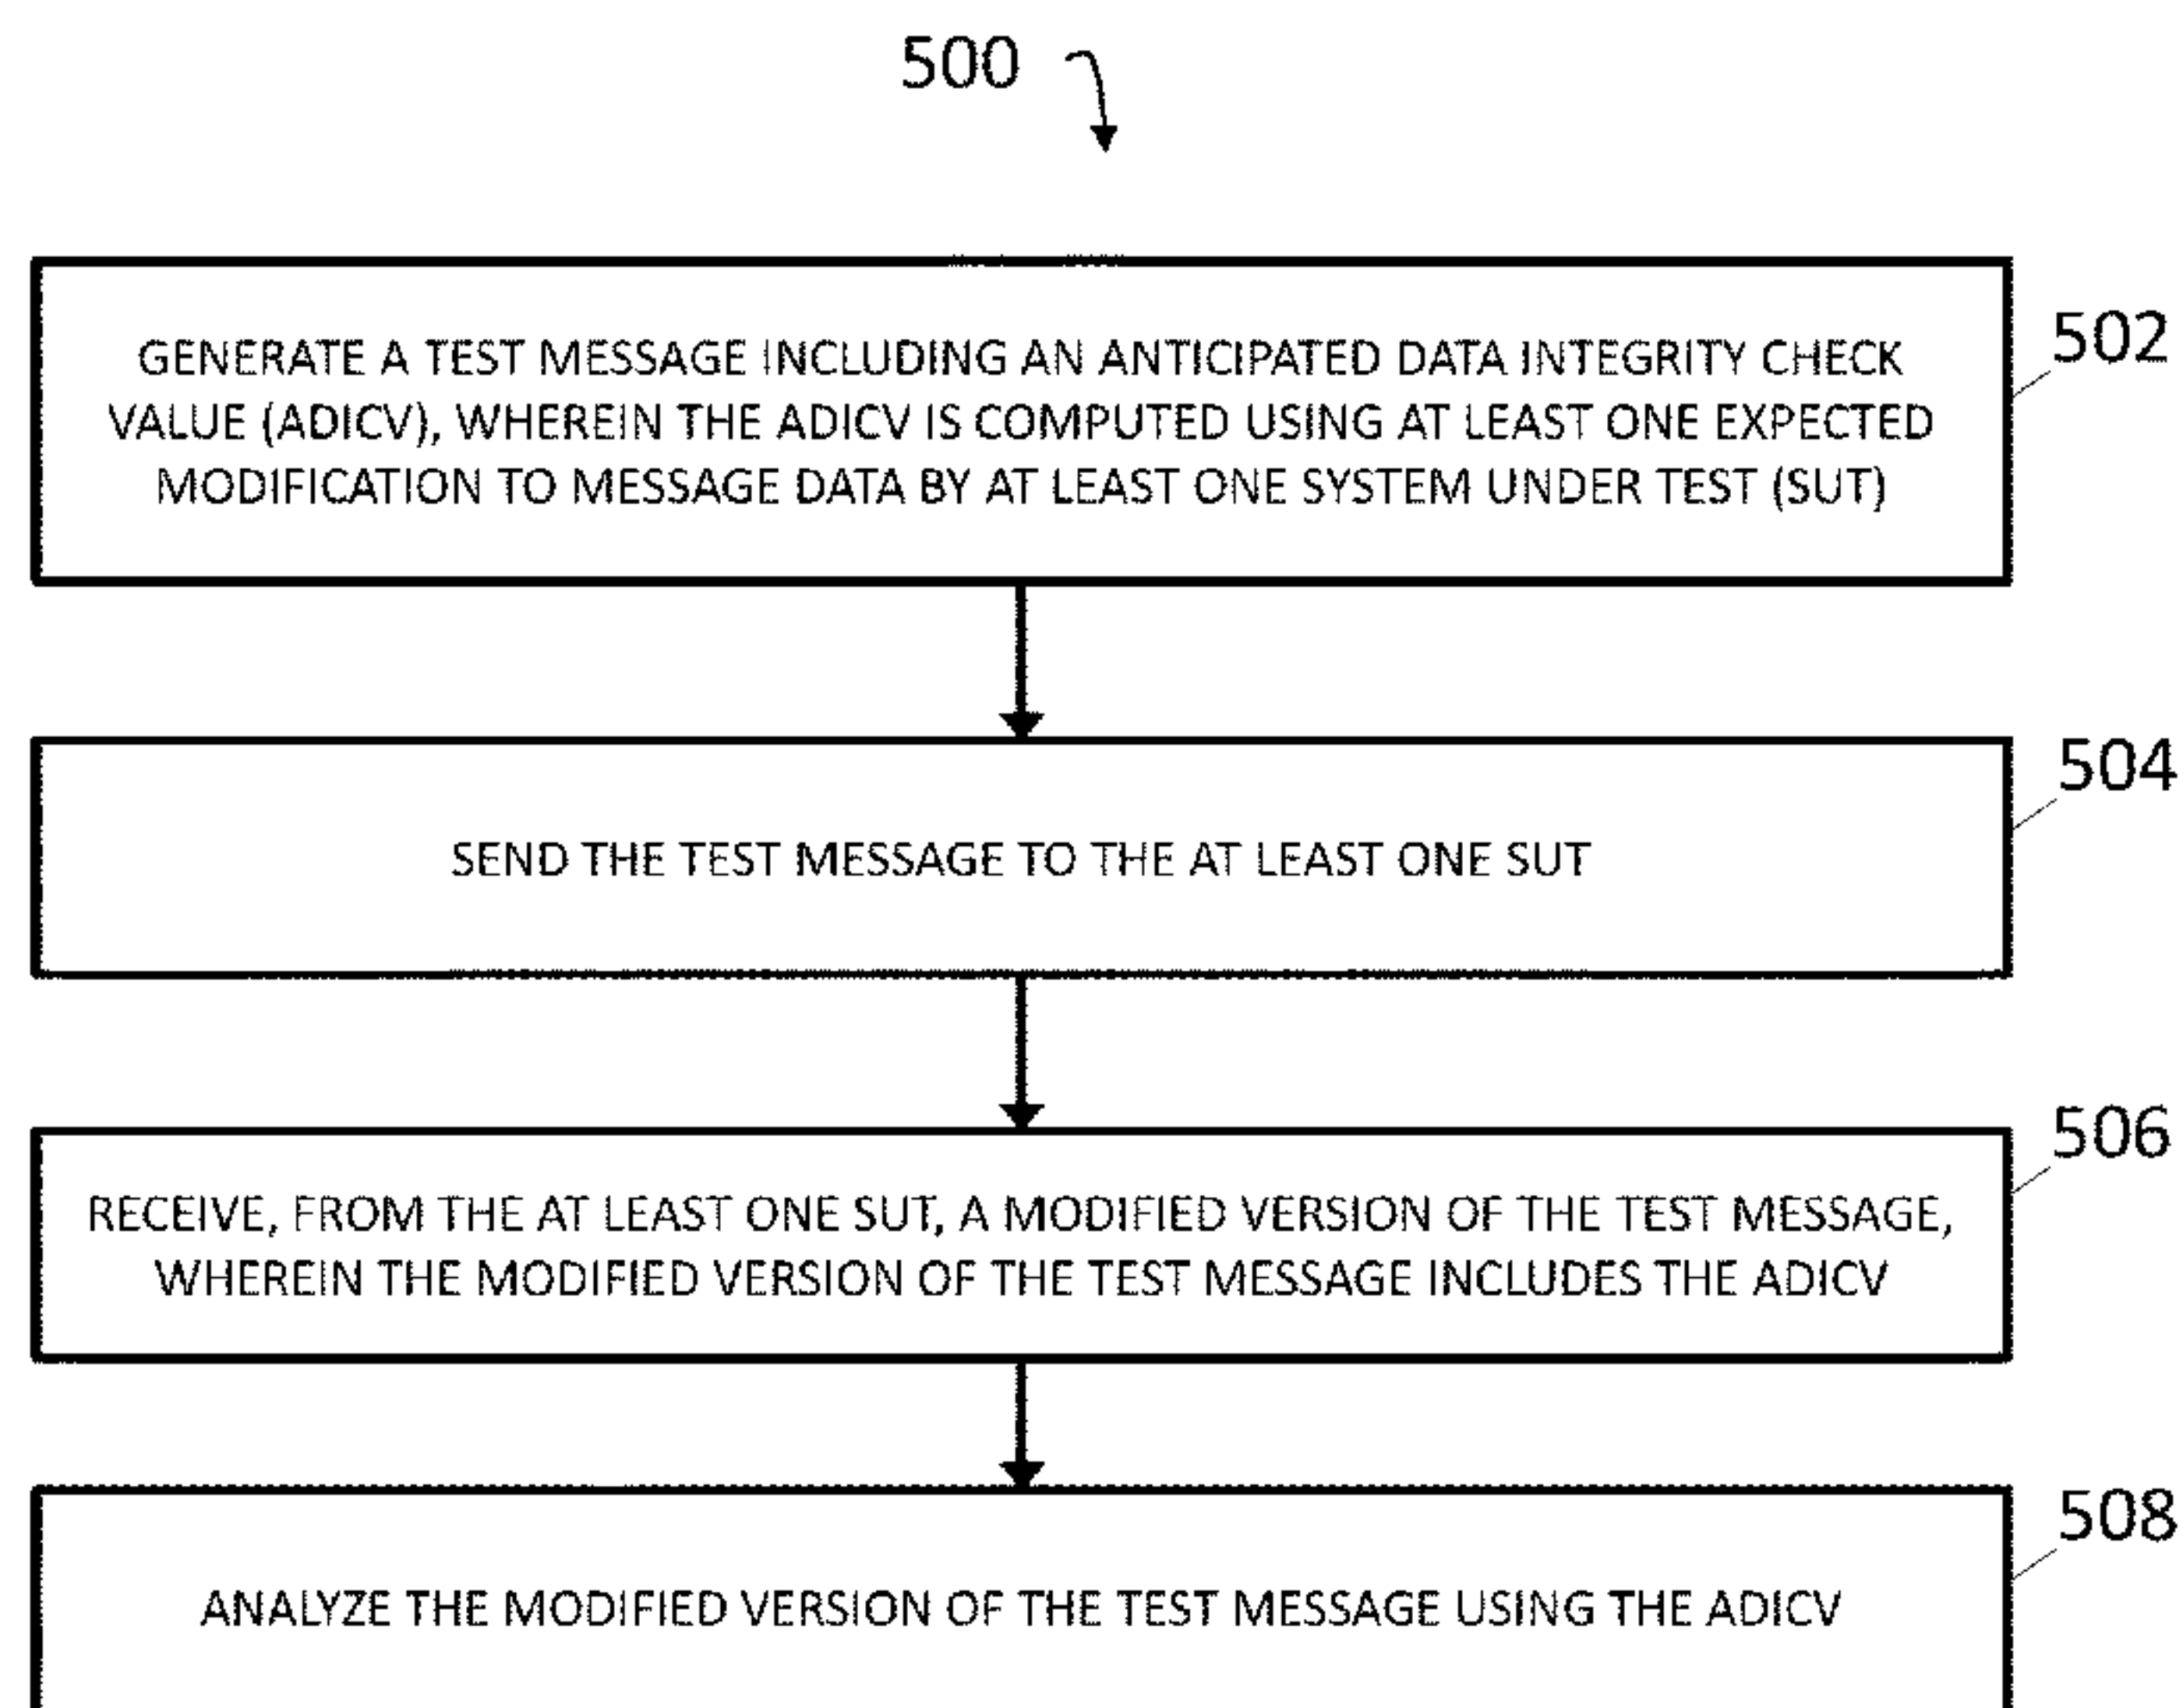 500
GENERATE A TEST MESSAGE INCLUDING AN ANTICIPATED DATA INTEGRITY CHECK
VALUE (ADICV), WHEREIN THE ADICV IS COMPUTED USING AT LEAST ONE EXPECTED
MODIFICATION TO MESSAGE DATA BY AT LEAST ONE SYSTEM UNDER TEST (SUT)
502
SEND THE TEST MESSAGE TO THE AT LEAST ONE SUT
504
RECEIVE, FROM THE AT LEAST ONE SUT, A MODIFIED VERSION OF THE TEST MESSAGE,
WHEREIN THE MODIFIED VERSION OF THE TEST MESSAGE INCLUDES THE ADICV
506
ANALYZE THE MODIFIED VERSION OF THE TEST MESSAGE USING THE ADICV
508